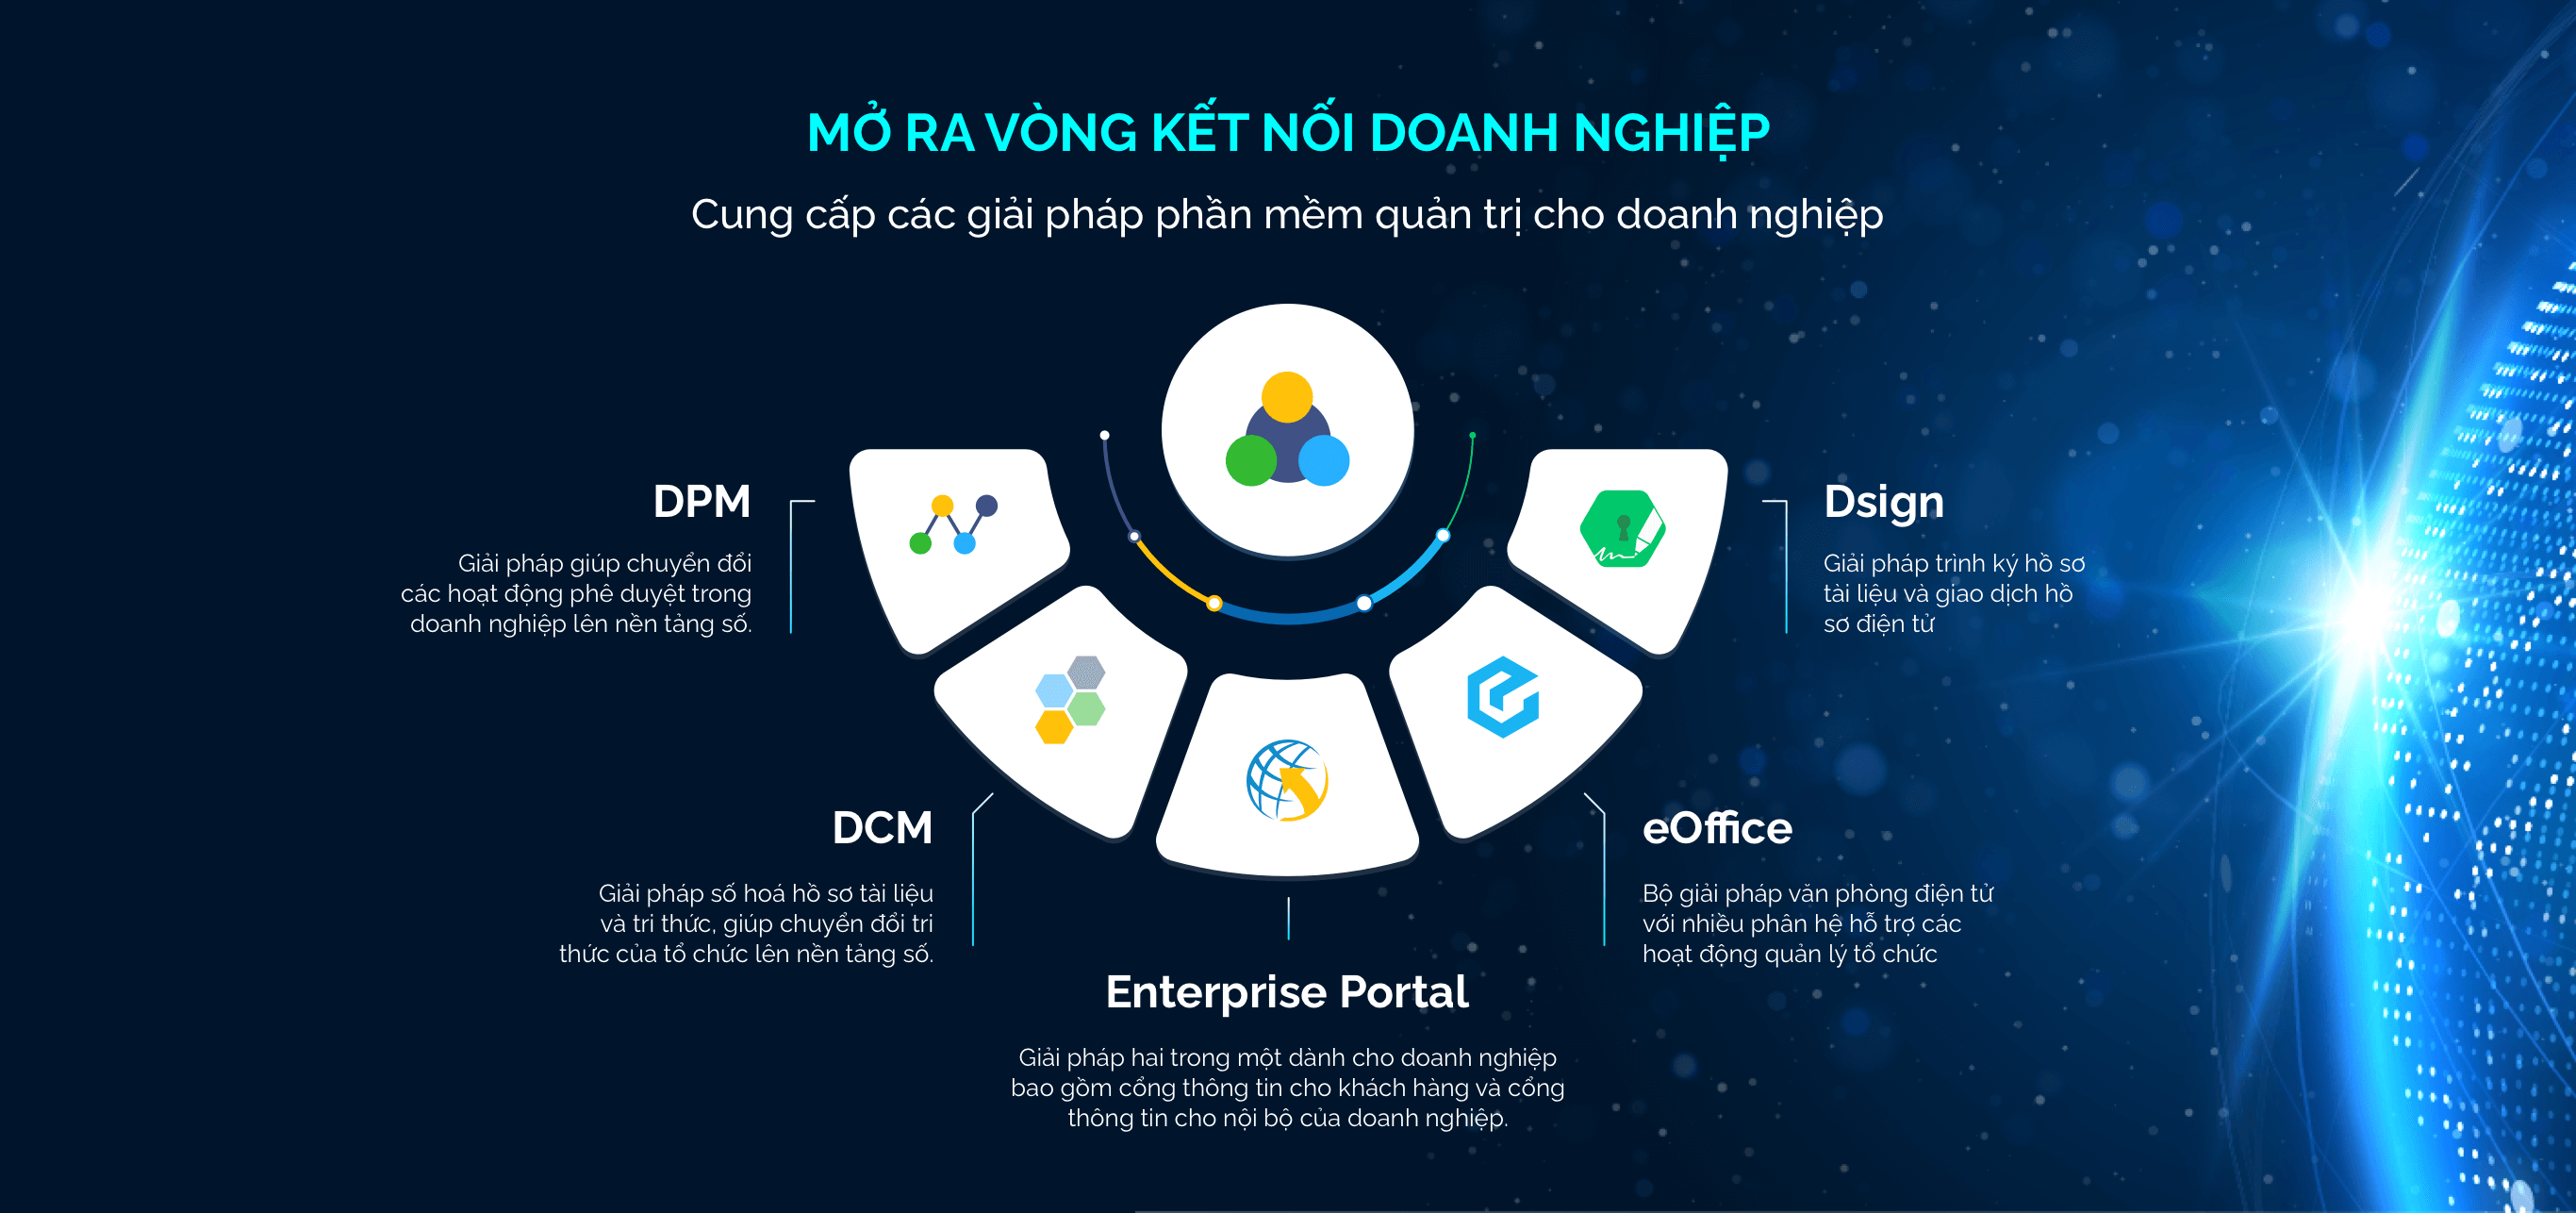 MỞ RA VÒNG KẾT NỐI DOANH NGHIỆP
Cung cấp các giải pháp phần mềm quản trị cho doanh nghiệp
DPM
Giải pháp giúp chuyển đổi
các hoạt động phê duyệt trong
doanh nghiệp lên nền tảng số.
Dsign
Giải pháp trình ký hồ sơ
tài liệu và giao dịch hồ
sơ điện tử
DCM
Giải pháp số hoá hồ sơ tài liệu
và tri thức, giúp chuyển đổi tri
thức của tổ chức lên nền tảng số.
eOffice
Bộ giải pháp văn phòng điện tử
với nhiều phân hệ hỗ trợ các
hoạt động quản lý tổ chức
Enterprise Portal
Giải pháp hai trong một dành cho doanh nghiệp
bao gồm cổng thông tin cho khách hàng và cổng
thông tin cho nội bộ của doanh nghiệp.